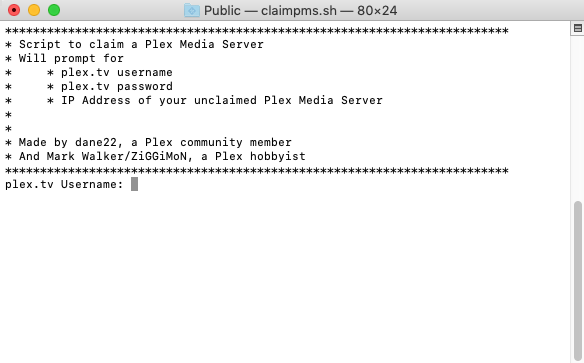 Public — claimpms.sh — 80×24
************************************************************************
* Script to claim a Plex Media Server
* Will prompt for
*     * plex.tv username
*     * plex.tv password
*     * IP Address of your unclaimed Plex Media Server
*
*
* Made by dane22, a Plex community member
* And Mark Walker/ZiGGiMoN, a Plex hobbyist
************************************************************************
plex.tv Username: